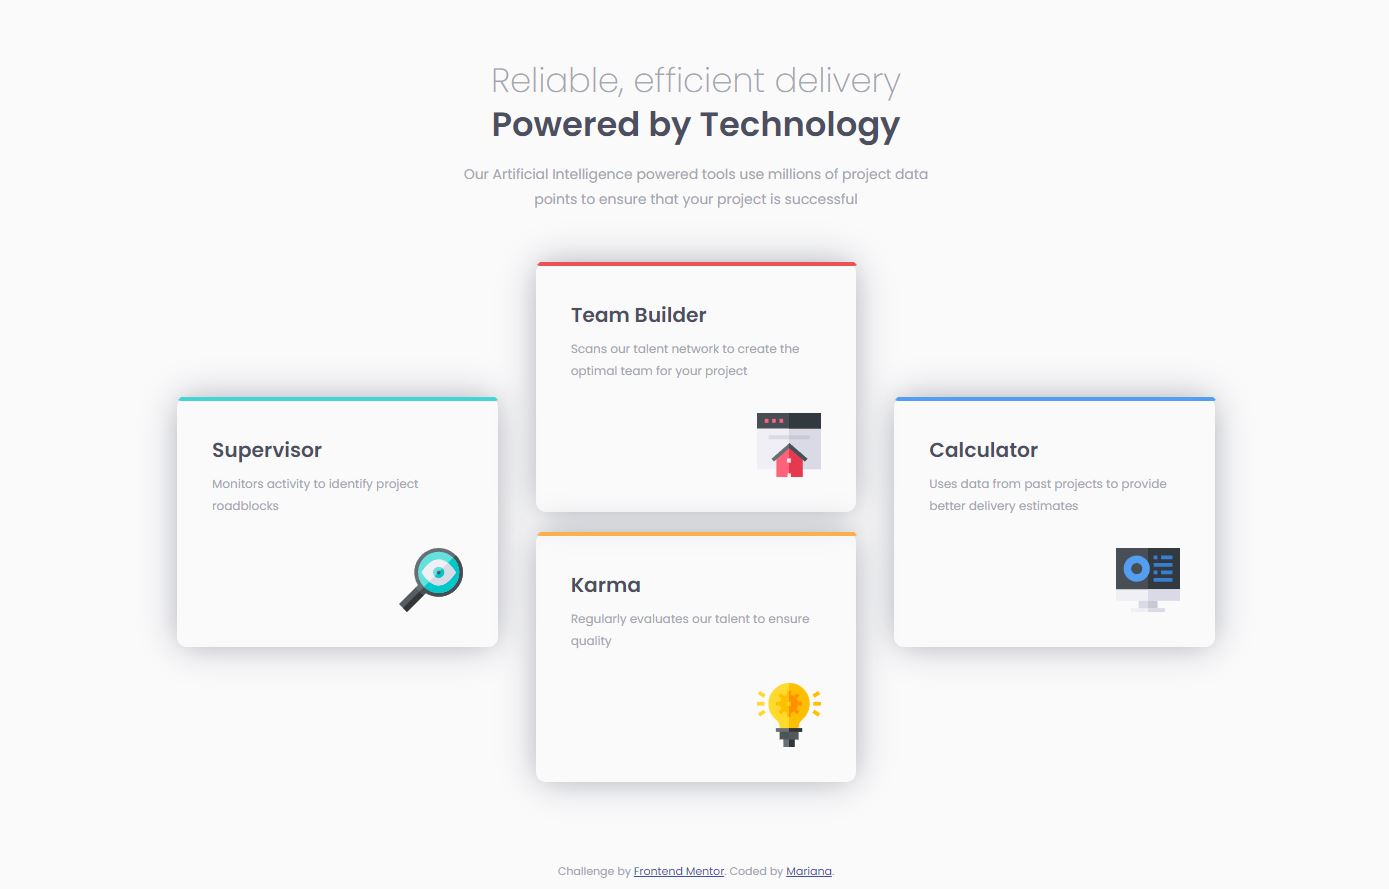 Reliable, efficient delivery
Powered by Technology
Our Artificial Intelligence powered tools use millions of project data
points to ensure that your project is successful
Team Builder
Scans our talent network to create the
optimal team for your project
Supervisor
Monitors activity to identify project
roadblocks
Calculator
Uses data from past projects to provide
better delivery estimates
Karma
Regularly evaluates our talent to ensure
quality
Challenge by Frontend Mentor. Coded by Mariana.